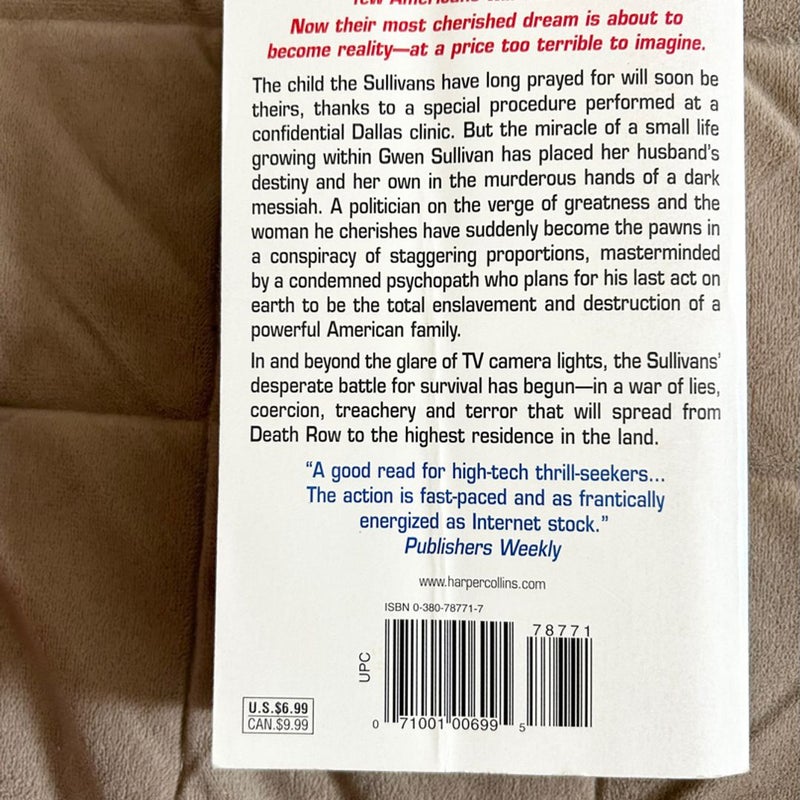 Now their most cherished dream is about to
become reality—at a price too terrible to imagine.
The child the Sullivans have long prayed for will soon be
theirs, thanks to a special procedure performed at a
confidential Dallas clinic. But the miracle of a small life
growing within Gwen Sullivan has placed her husband's
destiny and her own in the murderous hands of a dark
messiah. A politician on the verge of greatness and the
woman he cherishes have suddenly become the pawns in
a conspiracy of staggering proportions, masterminded
by a condemned psychopath who plans for his last act on
earth to be the total enslavement and destruction of a
powerful American family.
In and beyond the glare of TV camera lights, the Sullivans'
desperate battle for survival has begun—in a war of lies,
coercion, treachery and terror that will spread from
Death Row to the highest residence in the land.
“A good read for high-tech thrill-seekers...
The action is fast-paced and as frantically
energized as Internet stock.”
Publishers Weekly
www.harpercollins.com
ISBN 0-380-78771-7
78771
UPC
U.S.$6.99
CAN.$9.99
0 71001 00699 5